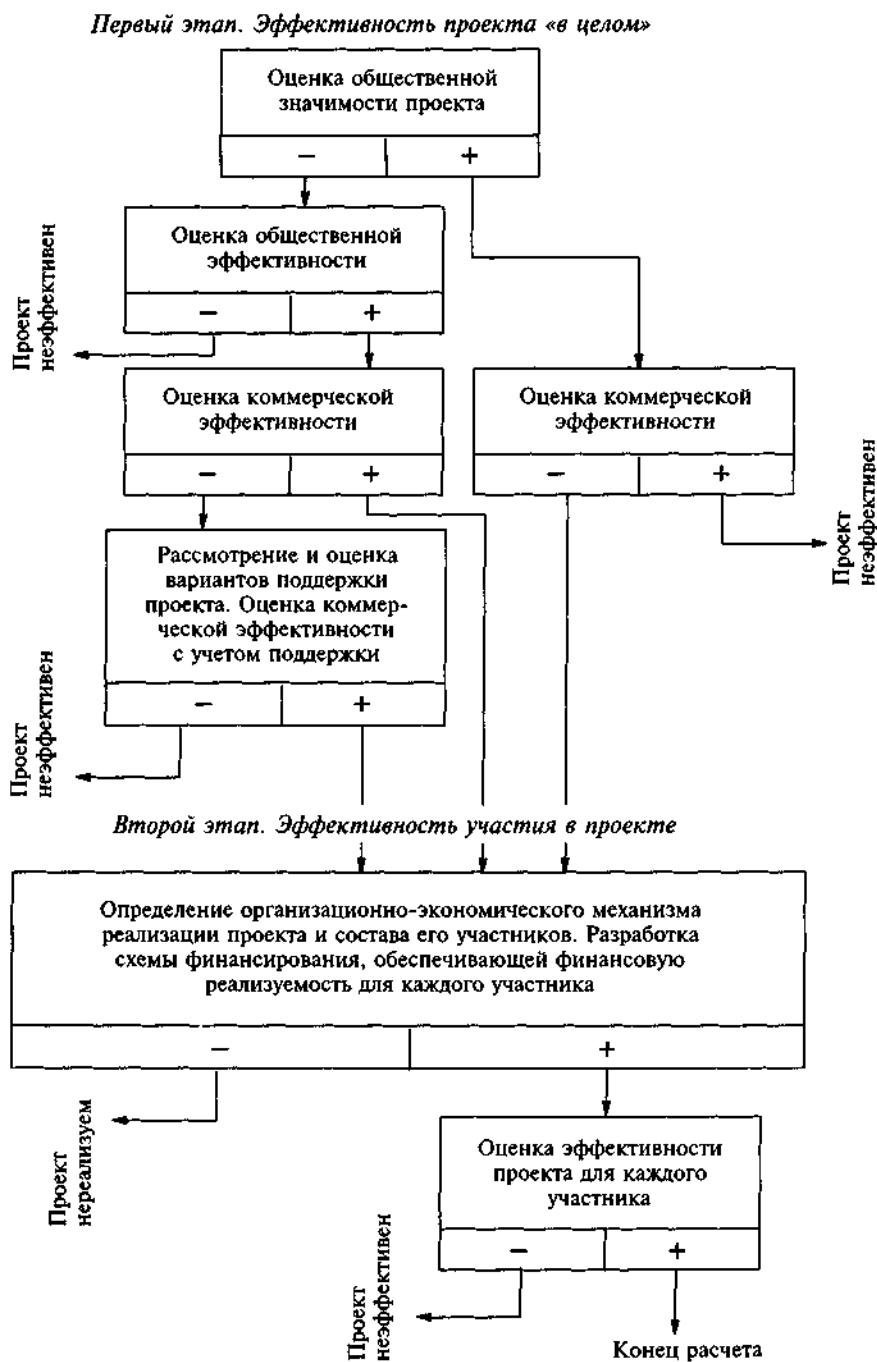 Первый этап. Эффективность проекта «в целом»
Оценка общественной
значимости проекта
− +
Оценка общественной
эффективности
− +
Проект
неэффективен
Оценка коммерческой
эффективности
− +
Оценка коммерческой
эффективности
− +
Проект
неэффективен
Рассмотрение и оценка
вариантов поддержки
проекта. Оценка коммер-
ческой эффективности
с учетом поддержки
− +
Проект
неэффективен
Второй этап. Эффективность участия в проекте
Определение организационно-экономического механизма
реализации проекта и состава его участников. Разработка
схемы финансирования, обеспечивающей финансовую
реализуемость для каждого участника
− +
Проект
нереализуем
Оценка эффективности
проекта для каждого
участника
− +
Проект
неэффективен
Конец расчета